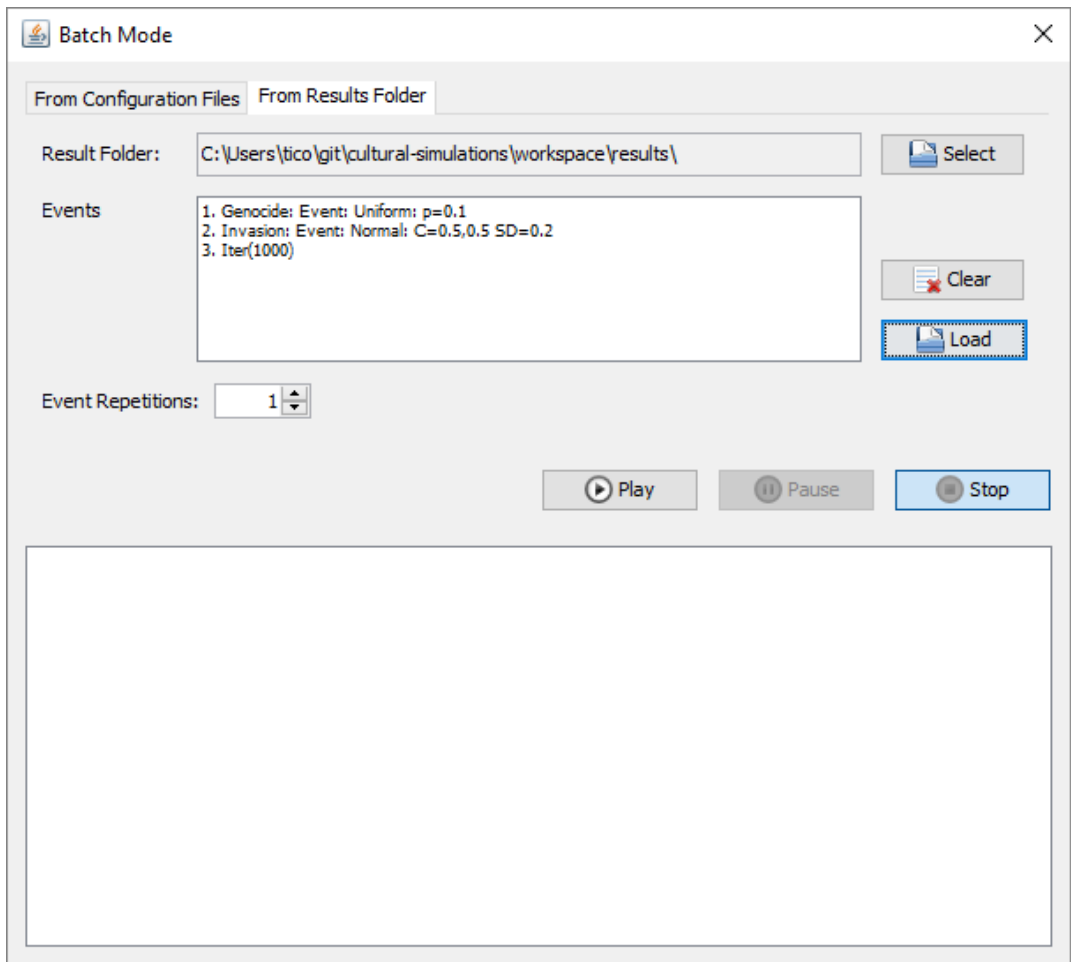 Batch Mode
From Configuration Files From Results Folder
Result Folder: C:\Users\tico\git\cultural-simulations\workspace\results\ Select
Events
1. Genocide: Event: Uniform: p=0.1
2. Invasion: Event: Normal: C=0.5,0.5 SD=0.2
3. Iter(1000)
Clear
Load
Event Repetitions: 1
Play Pause Stop